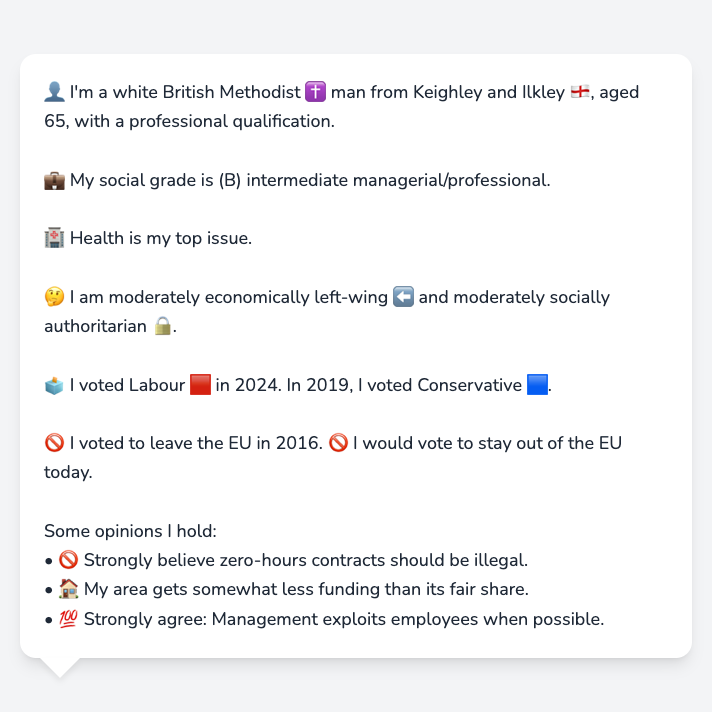 👤 I'm a white British Methodist ✝️ man from Keighley and Ilkley 🏴󠁧󠁢󠁥󠁮󠁧󠁿, aged
65, with a professional qualification.
💼 My social grade is (B) intermediate managerial/professional.
🏥 Health is my top issue.
🤔 I am moderately economically left-wing ⬅️ and moderately socially
authoritarian 🔒.
🗳️ I voted Labour 🟥 in 2024. In 2019, I voted Conservative 🟦.
🚫 I voted to leave the EU in 2016. 🚫 I would vote to stay out of the EU
today.
Some opinions I hold:
• 🚫 Strongly believe zero-hours contracts should be illegal.
• 🏠 My area gets somewhat less funding than its fair share.
• 💯 Strongly agree: Management exploits employees when possible.